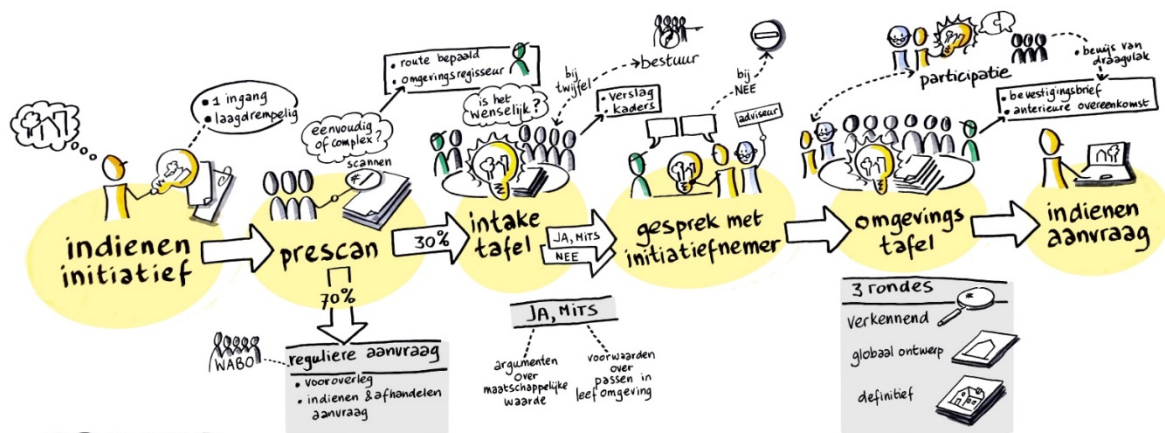 • 1 ingang
• laagdrempelig
indienen
initiatief
eenvoudig
of complex?
scannen
prescan
• route bepaald
• omgevingsregisseur
30%
70%
WABO
reguliere aanvraag
• vooroverleg
• indienen & afhandelen
aanvraag
is het
wenselijk?
intake
tafel
bij
twijfel
bestuur
• verslag
• kaders
JA, MITS
NEE
JA, MITS
argumenten
over
maatschappelijke
waarde
voorwaarden
over
passen in
leefomgeving
bij
NEE
adviseur
gesprek met
initiatiefnemer
participatie
• bewijs van
draagvlak
• bevestigingsbrief
• anterieure overeenkomst
omgevings
tafel
3 rondes
verkennend
globaal ontwerp
definitief
indienen
aanvraag